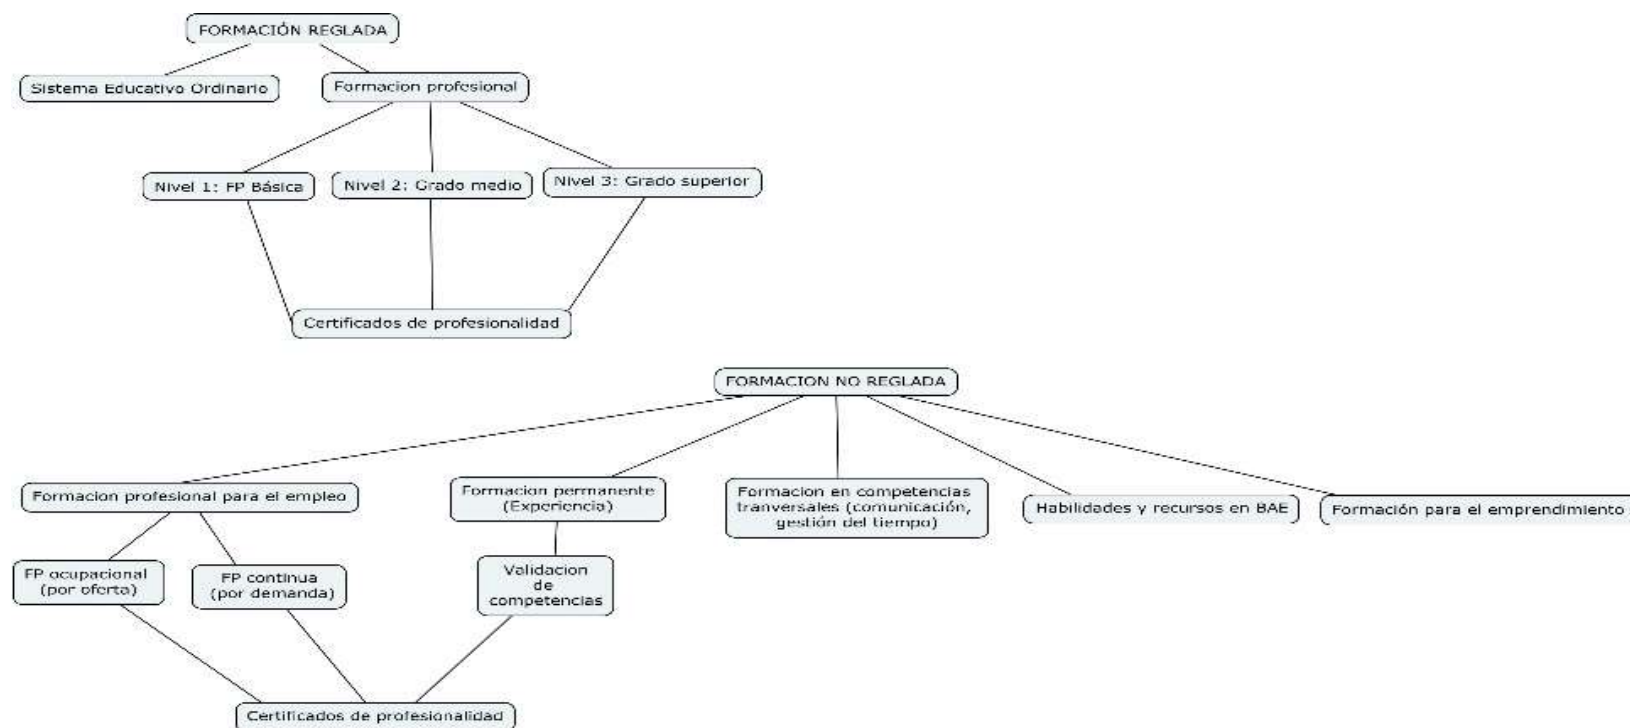 FORMACIÓN REGLADA
Sistema Educativo Ordinario
Formacion profesional
Nivel 1: FP Básica
Nivel 2: Grado medio
Nivel 3: Grado superior
Certificados de profesionalidad
FORMACION NO REGLADA
Formacion profesional para el empleo
Formacion permanente
(Experiencia)
Formacion en competencias
tranversales (comunicación,
gestión del tiempo)
Habilidades y recursos en BAE
Formación para el emprendimiento
FP ocupacional
(por oferta)
FP continua
(por demanda)
Validacion
de
competencias
Certificados de profesionalidad